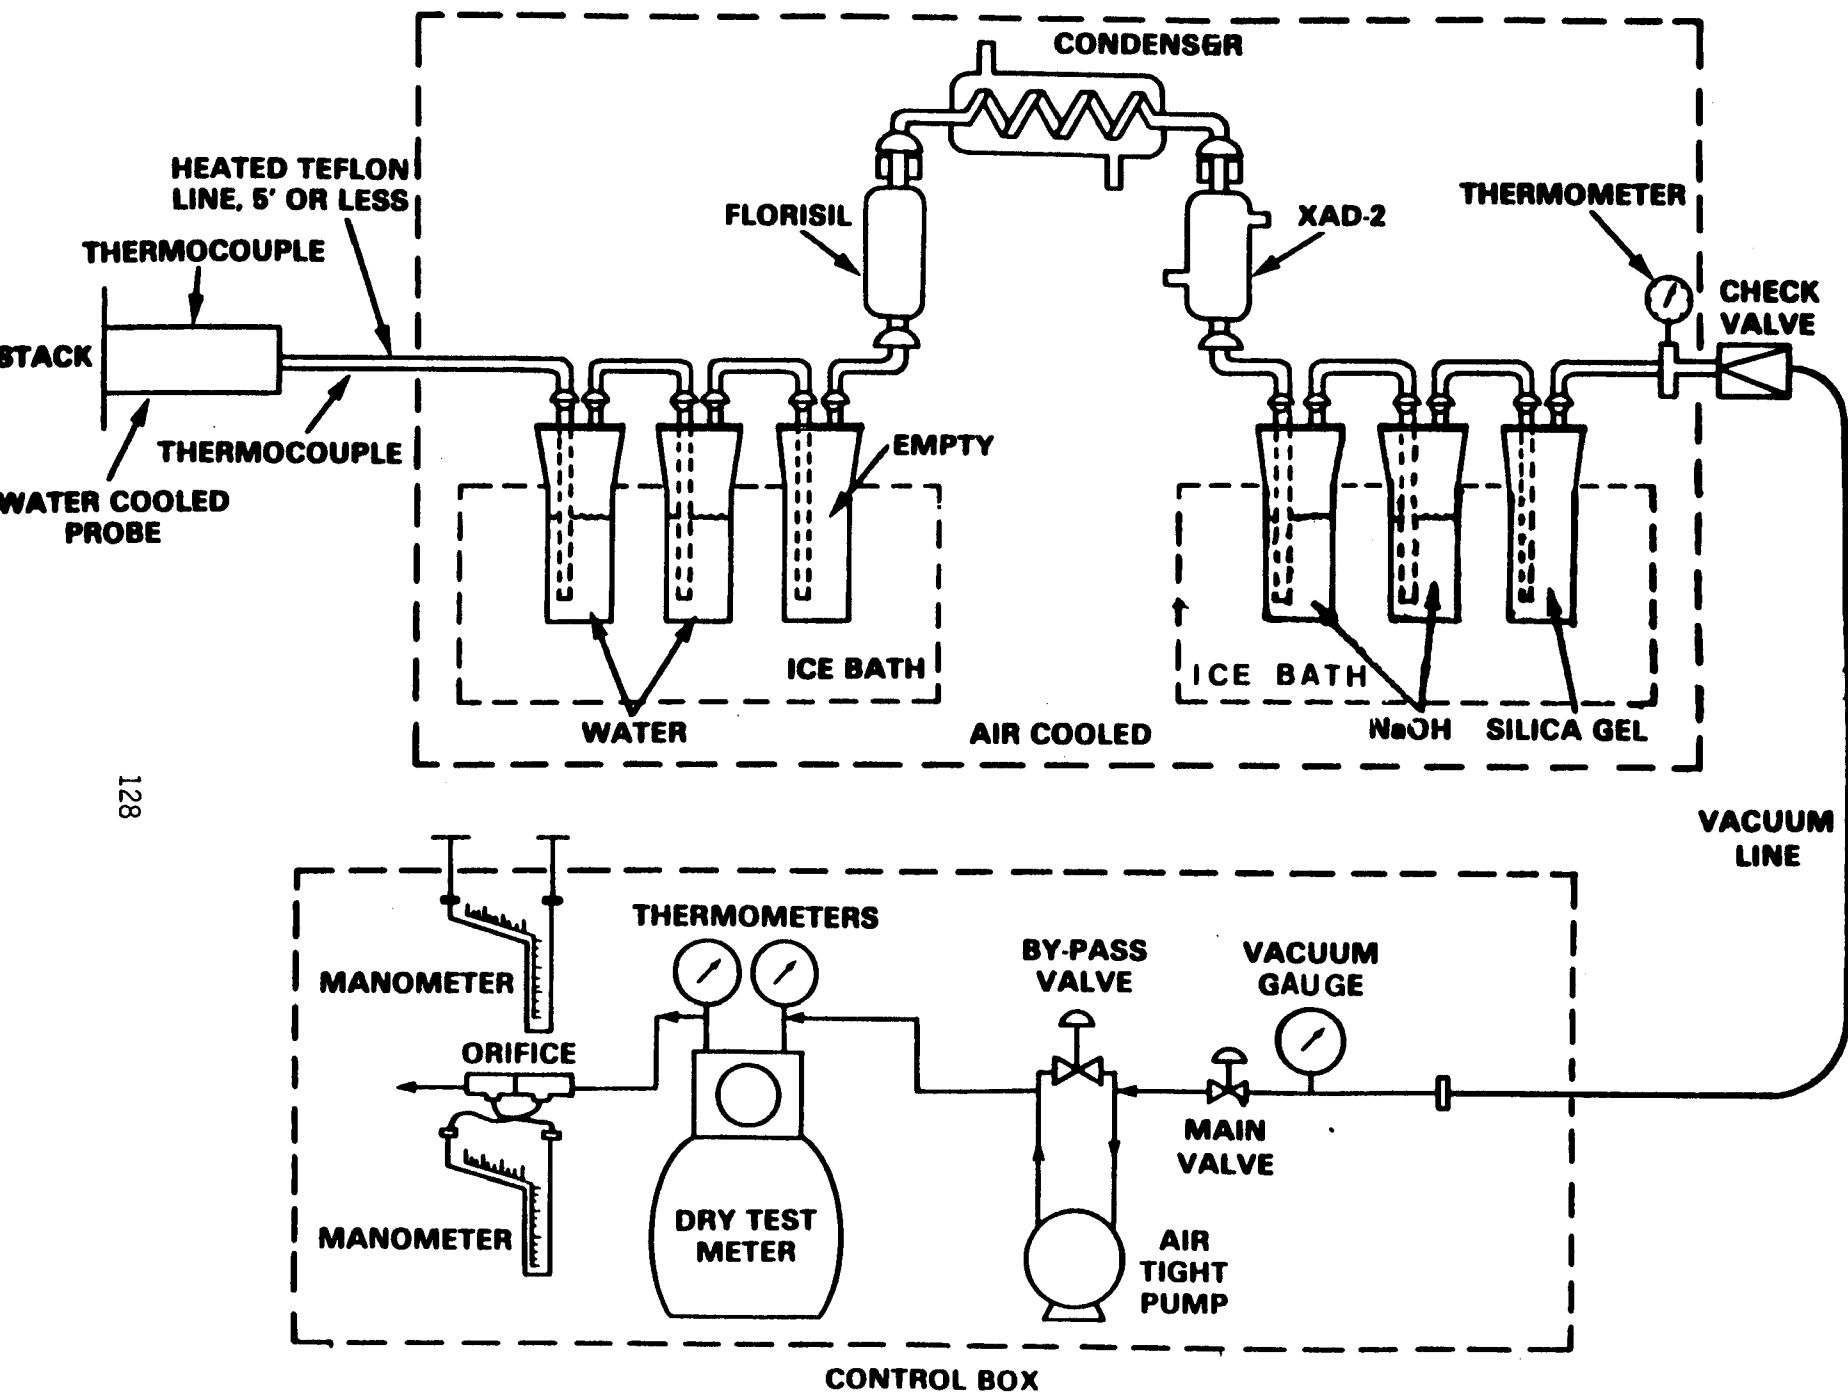 CONDENSER
HEATED TEFLON
LINE, 5' OR LESS
THERMOCOUPLE
STACK
THERMOCOUPLE
WATER COOLED
PROBE
FLORISIL
XAD-2
THERMOMETER
CHECK
VALVE
EMPTY
ICE BATH
WATER
AIR COOLED
ICE BATH
NaOH
SILICA GEL
128
VACUUM
LINE
THERMOMETERS
MANOMETER
ORIFICE
MANOMETER
DRY TEST
METER
BY-PASS
VALVE
VACUUM
GAUGE
MAIN
VALVE
AIR
TIGHT
PUMP
CONTROL BOX